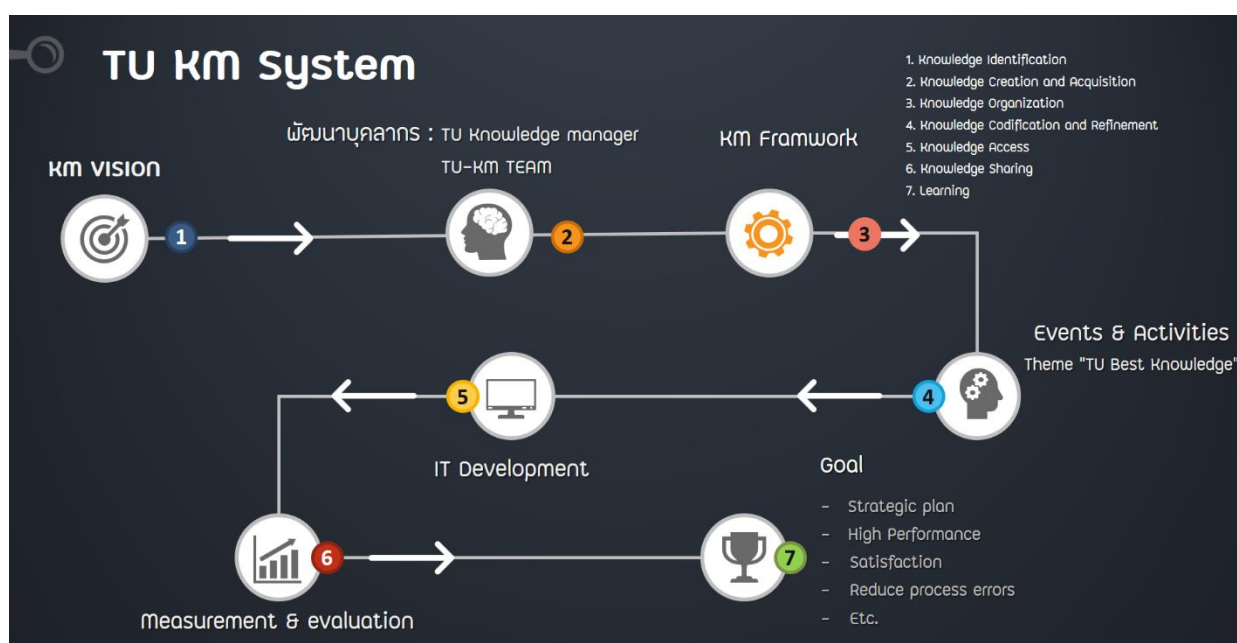 TU KM System
1. Knowledge Identification
2. Knowledge Creation and Acquisition
3. Knowledge Organization
4. Knowledge Codification and Refinement
5. Knowledge Access
6. Knowledge Sharing
7. Learning
พัฒนาบุคลากร : TU Knowledge manager
TU-KM TEAM
KM Framwork
KM VISION
1
2
3
Events & Activities
Theme "TU Best Knowledge"
4
5
IT Development
Goal
- Strategic plan
- High Performance
- Satisfaction
- Reduce process errors
- Etc.
6
7
Measurement & evaluation